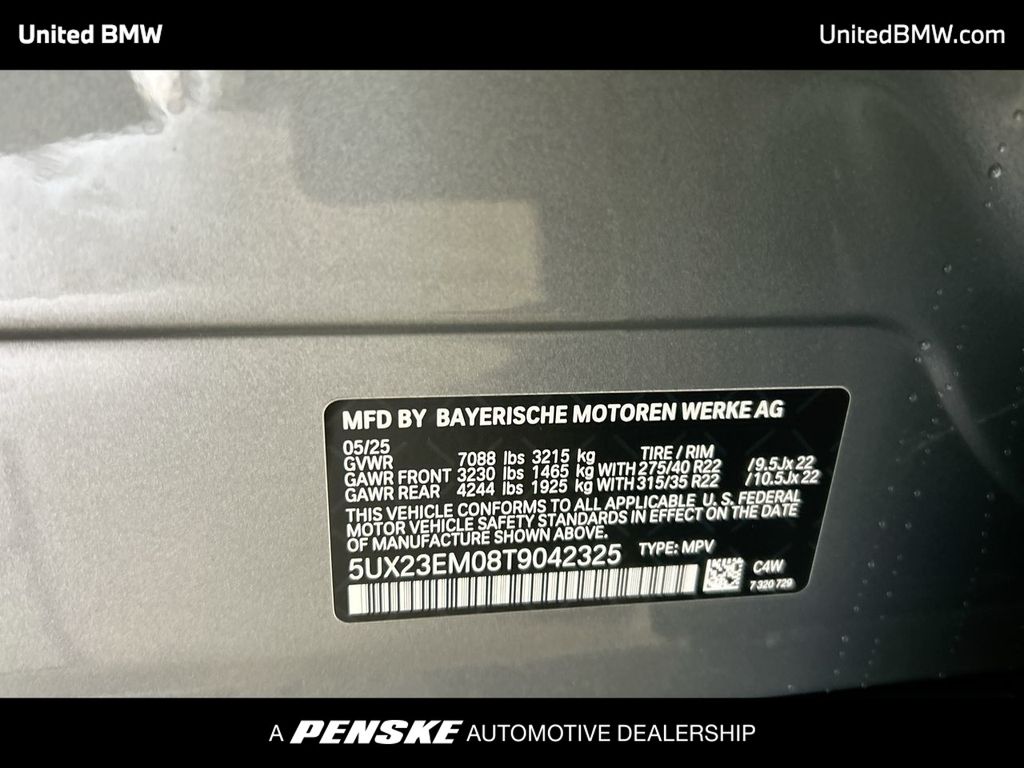 United BMW
UnitedBMW.com
MFD BY BAYERISCHE MOTOREN WERKE AG
05/25
GVWR 7088 lbs 3215 kg TIRE / RIM
GAWR FRONT 3230 lbs 1465 kg WITH 275/40 R22 /9.5Jx22
GAWR REAR 4244 lbs 1925 kg WITH 315/35 R22 /10.5Jx22
THIS VEHICLE CONFORMS TO ALL APPLICABLE U. S. FEDERAL
MOTOR VEHICLE SAFETY STANDARDS IN EFFECT ON THE DATE
OF MANUFACTURE SHOWN ABOVE.
5UX23EM08T9042325 TYPE: MPV
C4W
7 320 729
A PENSKE AUTOMOTIVE DEALERSHIP